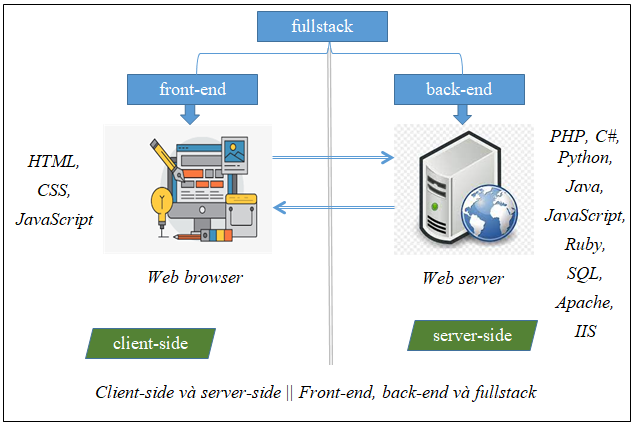 fullstack
front-end
back-end
HTML,
CSS,
JavaScript
PHP, C#,
Python,
Java,
JavaScript,
Ruby,
SQL,
Apache,
IIS
Web browser
Web server
client-side
server-side
Client-side và server-side || Front-end, back-end và fullstack